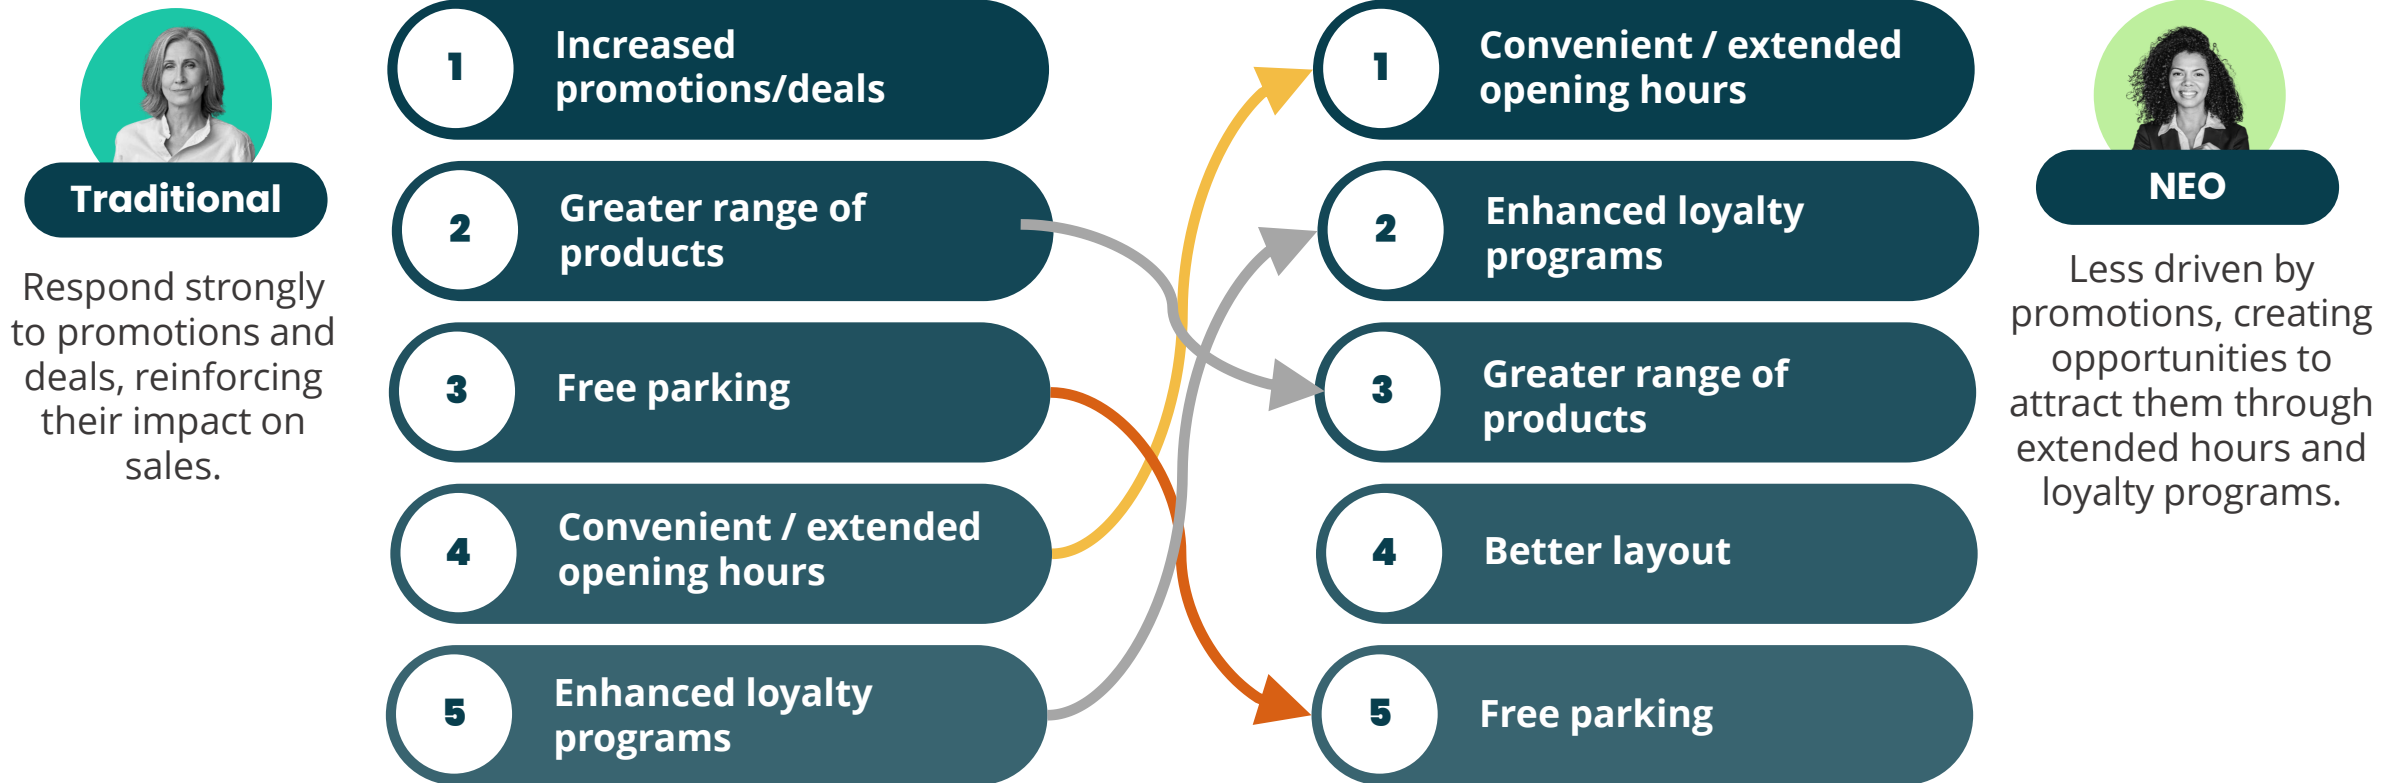 Traditional
Respond strongly
to promotions and
deals, reinforcing
their impact on
sales.
1
Increased
promotions/deals
2
Greater range of
products
3
Free parking
4
Convenient / extended
opening hours
5
Enhanced loyalty
programs
1
Convenient / extended
opening hours
2
Enhanced loyalty
programs
3
Greater range of
products
4
Better layout
5
Free parking
NEO
Less driven by
promotions, creating
opportunities to
attract them through
extended hours and
loyalty programs.